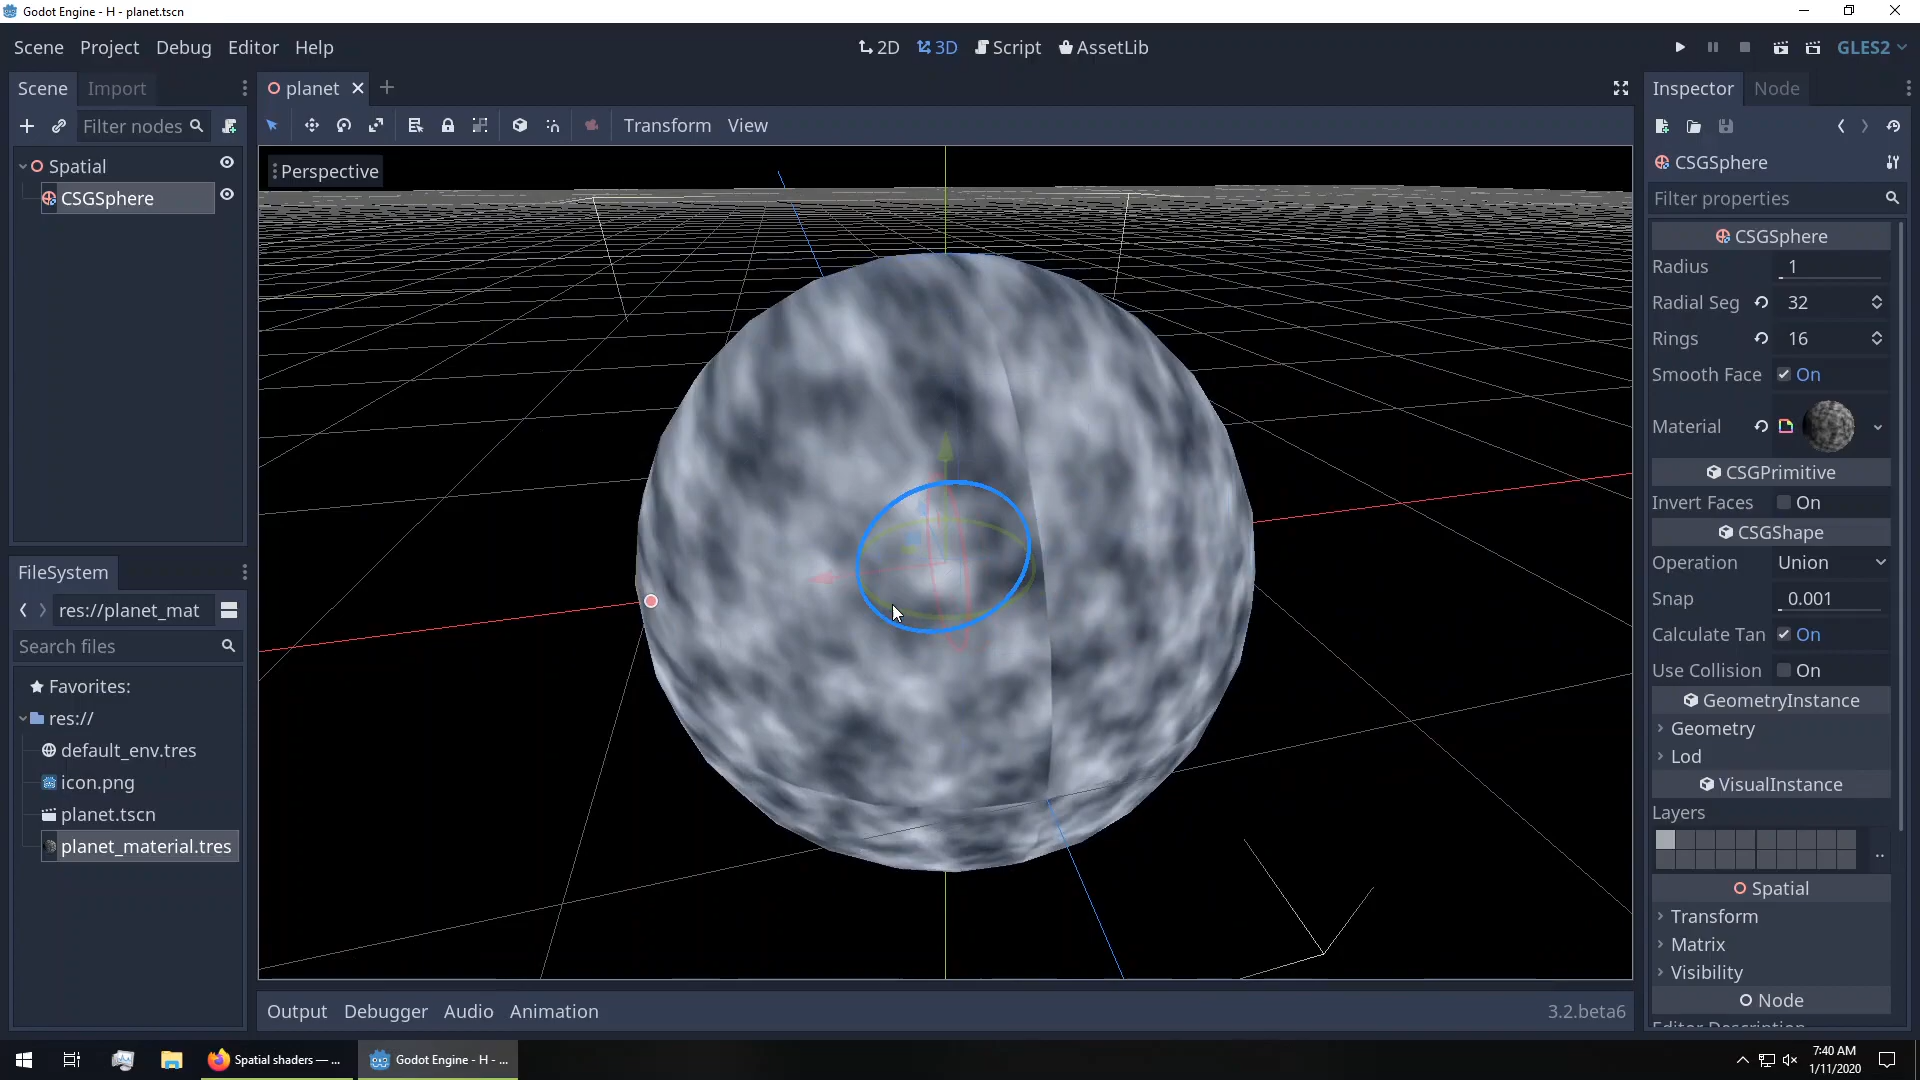 Godot Engine - H - planet.tscn
Scene Project Debug Editor Help
2D 3D Script AssetLib
GLES2
Scene Import
planet
Inspector Node
Filter nodes
Transform View
Spatial
CSGSphere
Perspective
CSGSphere
Filter properties
CSGSphere
Radius 1
Radial Seg 32
Rings 16
Smooth Face On
Material
CSGPrimitive
Invert Faces On
CSGShape
Operation Union
Snap 0.001
Calculate Tan On
Use Collision On
GeometryInstance
Geometry
Lod
VisualInstance
Layers
..
Spatial
Transform
Matrix
Visibility
Node
Editor Description
FileSystem
res://planet_mat
Search files
Favorites:
res://
default_env.tres
icon.png
planet.tscn
planet_material.tres
Output Debugger Audio Animation
3.2.beta6
Spatial shaders — ...
Godot Engine - H - ...
7:40 AM
1/11/2020